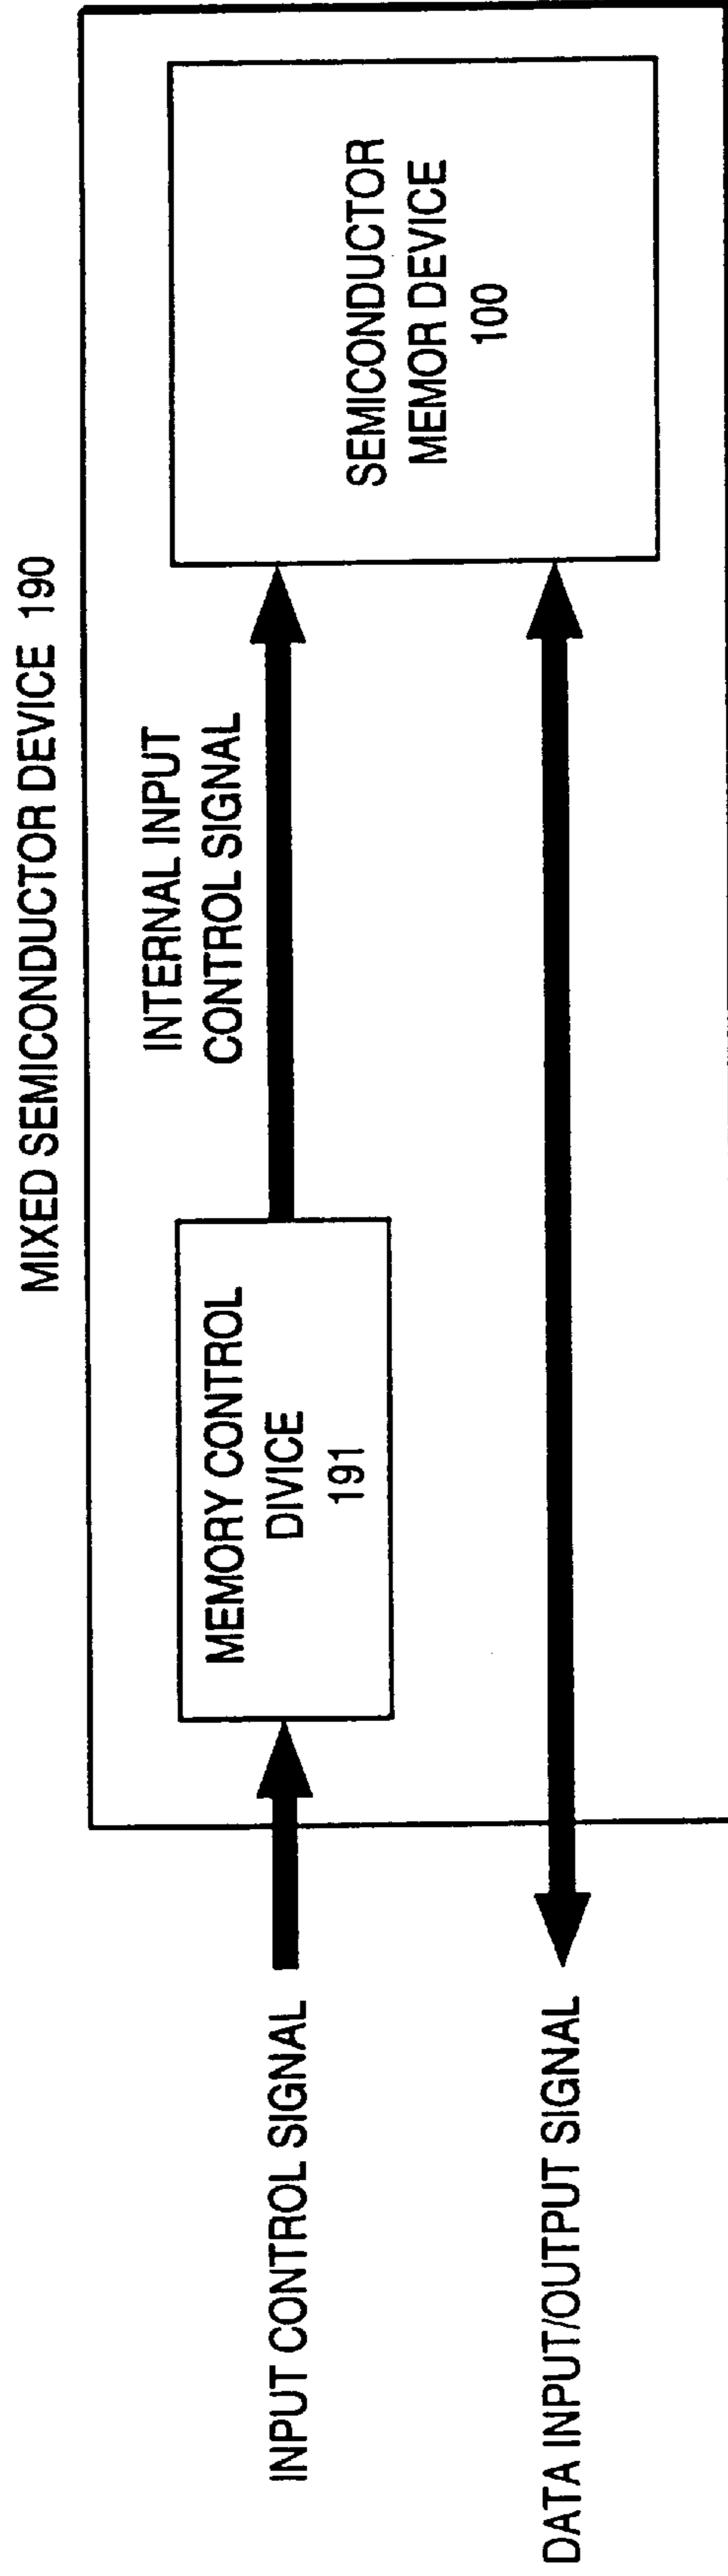 MIXED SEMICONDUCTOR DEVICE 190
INPUT CONTROL SIGNAL
MEMORY CONTROL
DIVICE
191
INTERNAL INPUT
CONTROL SIGNAL
SEMICONDUCTOR
MEMOR DEVICE
100
DATA INPUT/OUTPUT SIGNAL